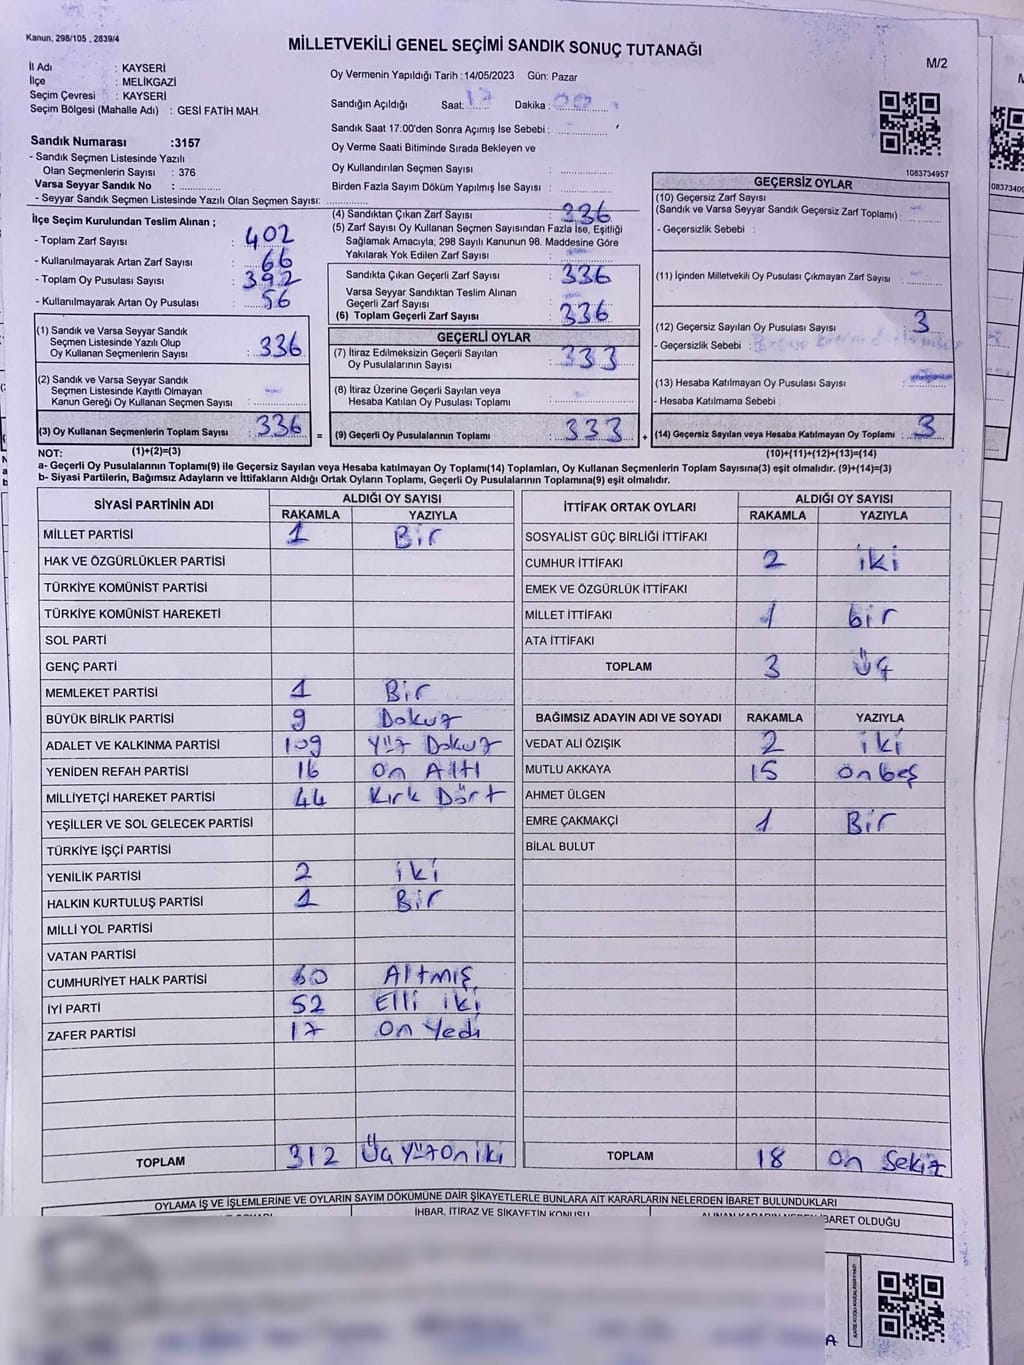 Kanun, 298/105 , 2839/4
MİLLETVEKİLİ GENEL SEÇİMİ SANDIK SONUÇ TUTANAĞI
M/2
İl Adı : KAYSERİ
İlçe : MELİKGAZİ
Seçim Çevresi : KAYSERİ
Seçim Bölgesi (Mahalle Adı) : GESİ FATİH MAH.
Oy Vermenin Yapıldığı Tarih :14/05/2023 Gün: Pazar
Sandığın Açıldığı Saat: 17 Dakika : 00
Sandık Saat 17.00'den Sonra Açımış İse Sebebi :
Oy Verme Saati Bitiminde Sırada Bekleyen ve
Oy Kullandırılan Seçmen Sayısı :
Birden Fazla Sayım Döküm Yapılmış İse Sayısı :
1083734957
Sandık Numarası :3157
- Sandık Seçmen Listesinde Yazılı
Olan Seçmenlerin Sayısı : 376
Varsa Seyyar Sandık No :
- Seyyar Sandık Seçmen Listesinde Yazılı Olan Seçmen Sayısı:
İlçe Seçim Kurulundan Teslim Alınan ;
- Toplam Zarf Sayısı : 402
- Kullanılmayarak Artan Zarf Sayısı : 66
- Toplam Oy Pusulası Sayısı : 392
- Kullanılmayarak Artan Oy Pusulası : 56
(4) Sandıktan Çıkan Zarf Sayısı : 336
(5) Zarf Sayısı Oy Kullanan Seçmen Sayısından Fazla İse, Eşitliği
Sağlamak Amacıyla, 298 Sayılı Kanunun 98. Maddesine Göre
Yakılarak Yok Edilen Zarf Sayısı :
Sandıkta Çıkan Geçerli Zarf Sayısı : 336
Varsa Seyyar Sandıktan Teslim Alınan
Geçerli Zarf Sayısı :
(6) Toplam Geçerli Zarf Sayısı : 336
GEÇERSİZ OYLAR
(10) Geçersiz Zarf Sayısı
(Sandık ve Varsa Seyyar Sandık Geçersiz Zarf Toplamı) :
- Geçersizlik Sebebi :
(11) İçinden Milletvekili Oy Pusulası Çıkmayan Zarf Sayısı :
(12) Geçersiz Sayılan Oy Pusulası Sayısı : 3
- Geçersizlik Sebebi :
(13) Hesaba Katılmayan Oy Pusulası Sayısı :
- Hesaba Katılmama Sebebi :
(14) Geçersiz Sayılan veya Hesaba Katılmayan Oy Toplamı : 3
(10)+(11)+(12)+(13)=(14)
(1) Sandık ve Varsa Seyyar Sandık
Seçmen Listesinde Yazılı Olup
Oy Kullanan Seçmenlerin Sayısı : 336
(2) Sandık ve Varsa Seyyar Sandık
Seçmen Listesinde Kayıtlı Olmayan
Kanun Gereği Oy Kullanan Seçmen Sayısı :
(3) Oy Kullanan Seçmenlerin Toplam Sayısı : 336
(1)+(2)=(3)
GEÇERLİ OYLAR
(7) İtiraz Edilmeksizin Geçerli Sayılan
Oy Pusulalarının Sayısı : 333
(8) İtiraz Üzerine Geçerli Sayılan veya
Hesaba Katılan Oy Pusulası Toplamı :
= (9) Geçerli Oy Pusulalarının Toplamı : 333 +
NOT:
a- Geçerli Oy Pusulalarının Toplamı(9) ile Geçersiz Sayılan veya Hesaba katılmayan Oy Toplamı(14) Toplamları, Oy Kullanan Seçmenlerin Toplam Sayısına(3) eşit olmalıdır. (9)+(14)=(3)
b- Siyasi Partilerin, Bağımsız Adayların ve İttifakların Aldığı Ortak Oyların Toplamı, Geçerli Oy Pusulalarının Toplamına(9) eşit olmalıdır.
SİYASİ PARTİNİN ADI ALDIĞI OY SAYISI
RAKAMLA YAZIYLA
MİLLET PARTİSİ 1 Bir
HAK VE ÖZGÜRLÜKLER PARTİSİ
TÜRKİYE KOMÜNİST PARTİSİ
TÜRKİYE KOMÜNİST HAREKETİ
SOL PARTİ
GENÇ PARTİ
MEMLEKET PARTİSİ 1 Bir
BÜYÜK BİRLİK PARTİSİ 9 Dokuz
ADALET VE KALKINMA PARTİSİ 109 Yüz Dokuz
YENİDEN REFAH PARTİSİ 16 On Altı
MİLLİYETÇİ HAREKET PARTİSİ 44 Kırk Dört
YEŞİLLER VE SOL GELECEK PARTİSİ
TÜRKİYE İŞÇİ PARTİSİ
YENİLİK PARTİSİ 2 iki
HALKIN KURTULUŞ PARTİSİ 1 Bir
MİLLİ YOL PARTİSİ
VATAN PARTİSİ
CUMHURİYET HALK PARTİSİ 60 Altmış
İYİ PARTİ 52 Elli iki
ZAFER PARTİSİ 17 On Yedi
TOPLAM 312 ÜçYüzOniki
İTTİFAK ORTAK OYLARI ALDIĞI OY SAYISI
RAKAMLA YAZIYLA
SOSYALİST GÜÇ BİRLİĞİ İTTİFAKI
CUMHUR İTTİFAKI 2 iki
EMEK VE ÖZGÜRLÜK İTTİFAKI
MİLLET İTTİFAKI 1 bir
ATA İTTİFAKI
TOPLAM 3 Üç
BAĞIMSIZ ADAYIN ADI VE SOYADI RAKAMLA YAZIYLA
VEDAT ALİ ÖZIŞIK 2 iki
MUTLU AKKAYA 15 onbeş
AHMET ÜLGEN
EMRE ÇAKMAKÇİ 1 Bir
BİLAL BULUT
TOPLAM 18 On Sekiz
OYLAMA İŞ VE İŞLEMLERİNE VE OYLARIN SAYIM DÖKÜMÜNE DAİR ŞİKAYETLERLE BUNLARA AİT KARARLARIN NELERDEN İBARET BULUNDUKLARI
İHBAR, İTİRAZ VE ŞİKAYETİN KONUSU
BARET OLDUĞU